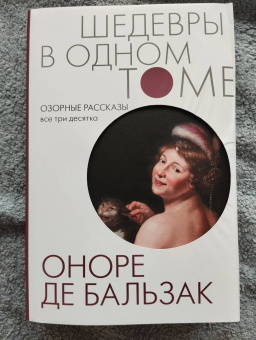 ШЕДЕВРЫ
В ОДНОМ
ТОМЕ
ОЗОРНЫЕ РАССКАЗЫ
все три десятка
ОНОРЕ
ДЕ БАЛЬЗАК